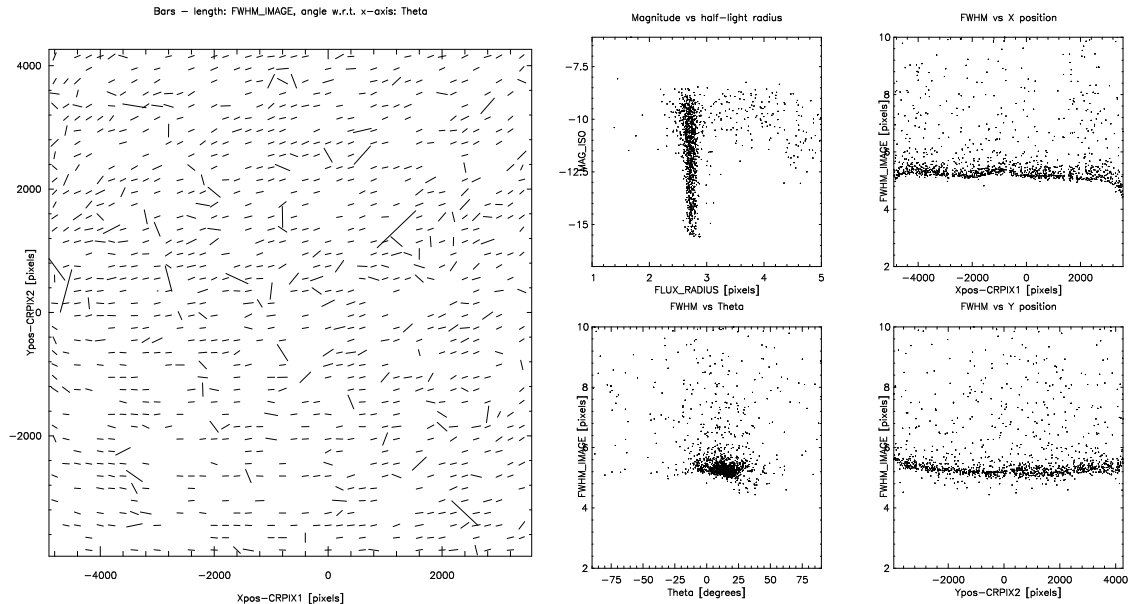 Bars - length: FWHM_IMAGE, angle w.r.t. x-axis: Theta
4000
2000
0
-2000
Ypos-CRPIX2 [pixels]
-4000 -2000 0 2000
Xpos-CRPIX1 [pixels]
Magnitude vs half-light radius
-7.5
-10
-12.5
-15
MAG_ISO
1 2 3 4 5
FLUX_RADIUS [pixels]
FWHM vs X position
10
8
6
4
2
FWHM_IMAGE [pixels]
-4000 -2000 0 2000
Xpos-CRPIX1 [pixels]
FWHM vs Theta
10
8
6
4
2
FWHM_IMAGE [pixels]
-75 -50 -25 0 25 50 75
Theta [degrees]
FWHM vs Y position
10
8
6
4
2
FWHM_IMAGE [pixels]
-2000 0 2000 4000
Ypos-CRPIX2 [pixels]